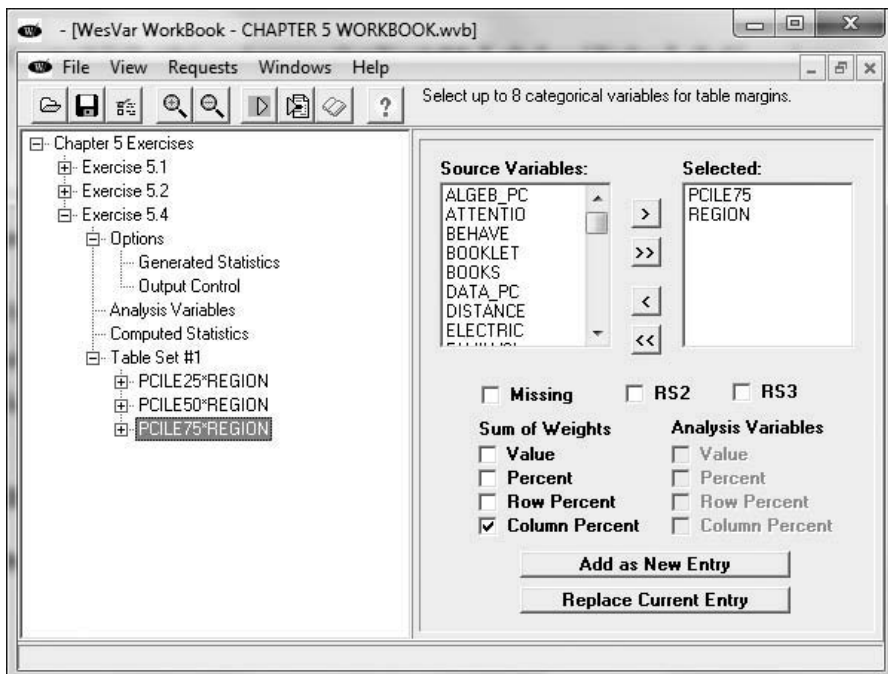 - [WesVar WorkBook - CHAPTER 5 WORKBOOK.wvb]
File View Requests Windows Help
Select up to 8 categorical variables for table margins.
Chapter 5 Exercises
Exercise 5.1
Exercise 5.2
Exercise 5.4
Options
Generated Statistics
Output Control
Analysis Variables
Computed Statistics
Table Set #1
PCILE25*REGION
PCILE50*REGION
PCILE75*REGION
Source Variables:
ALGEB_PC
ATTENTIO
BEHAVE
BOOKLET
BOOKS
DATA_PC
DISTANCE
ELECTRIC
>
>>
<
<<
Selected:
PCILE75
REGION
Missing RS2 RS3
Sum of Weights
Value
Percent
Row Percent
Column Percent
Analysis Variables
Value
Percent
Row Percent
Column Percent
Add as New Entry
Replace Current Entry